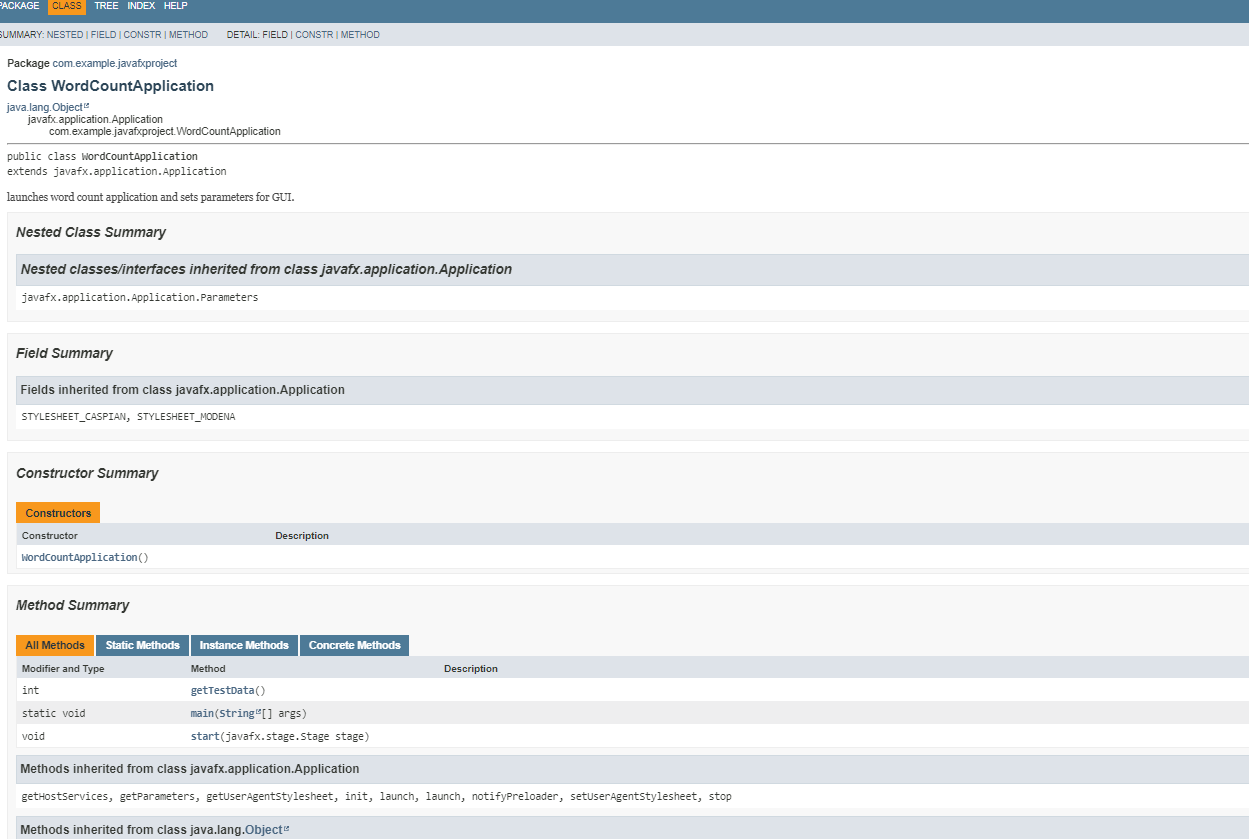 PACKAGE CLASS TREE INDEX HELP
SUMMARY: NESTED | FIELD | CONSTR | METHOD DETAIL: FIELD | CONSTR | METHOD
Package com.example.javafxproject
Class WordCountApplication
java.lang.Object
javafx.application.Application
com.example.javafxproject.WordCountApplication
public class WordCountApplication
extends javafx.application.Application
launches word count application and sets parameters for GUI.
Nested Class Summary
Nested classes/interfaces inherited from class javafx.application.Application
javafx.application.Application.Parameters
Field Summary
Fields inherited from class javafx.application.Application
STYLESHEET_CASPIAN, STYLESHEET_MODENA
Constructor Summary
Constructors
Constructor Description
WordCountApplication()
Method Summary
All Methods Static Methods Instance Methods Concrete Methods
Modifier and Type Method Description
int getTestData()
static void main(String[] args)
void start(javafx.stage.Stage stage)
Methods inherited from class javafx.application.Application
getHostServices, getParameters, getUserAgentStylesheet, init, launch, launch, notifyPreloader, setUserAgentStylesheet, stop
Methods inherited from class java.lang.Object